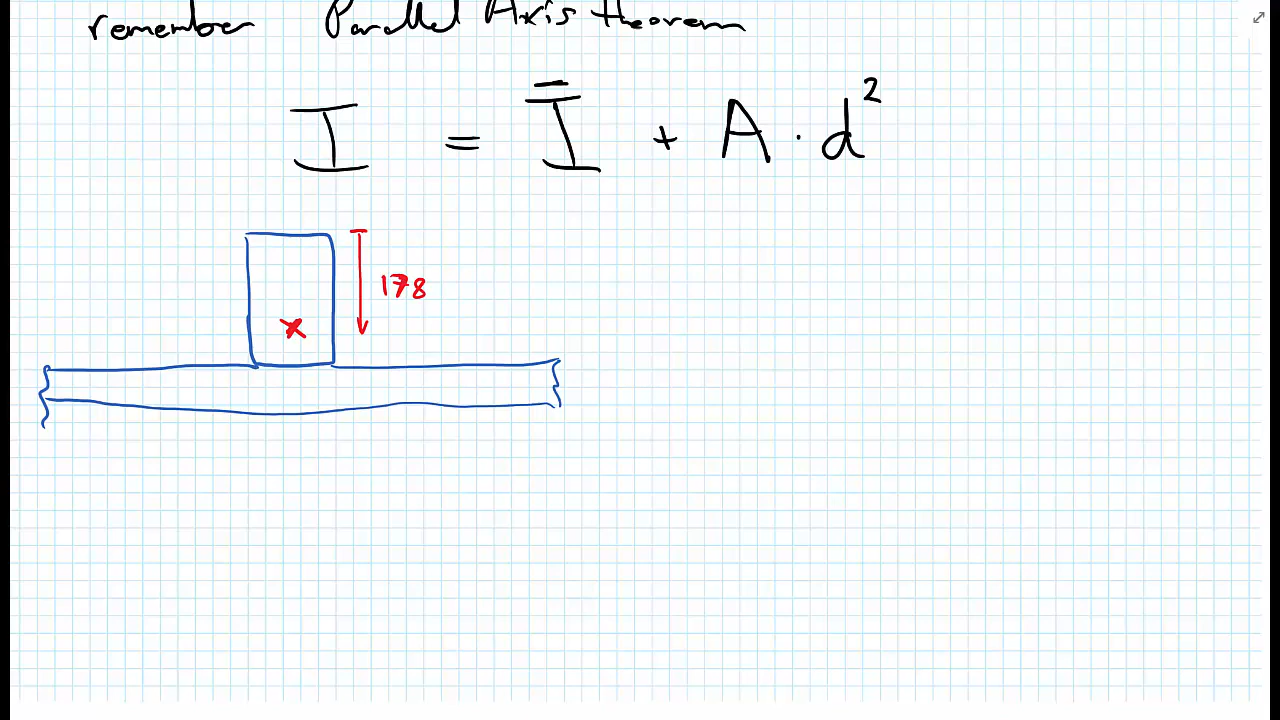 remember Parallel Axis theorem
I = Ī + A · d²
178